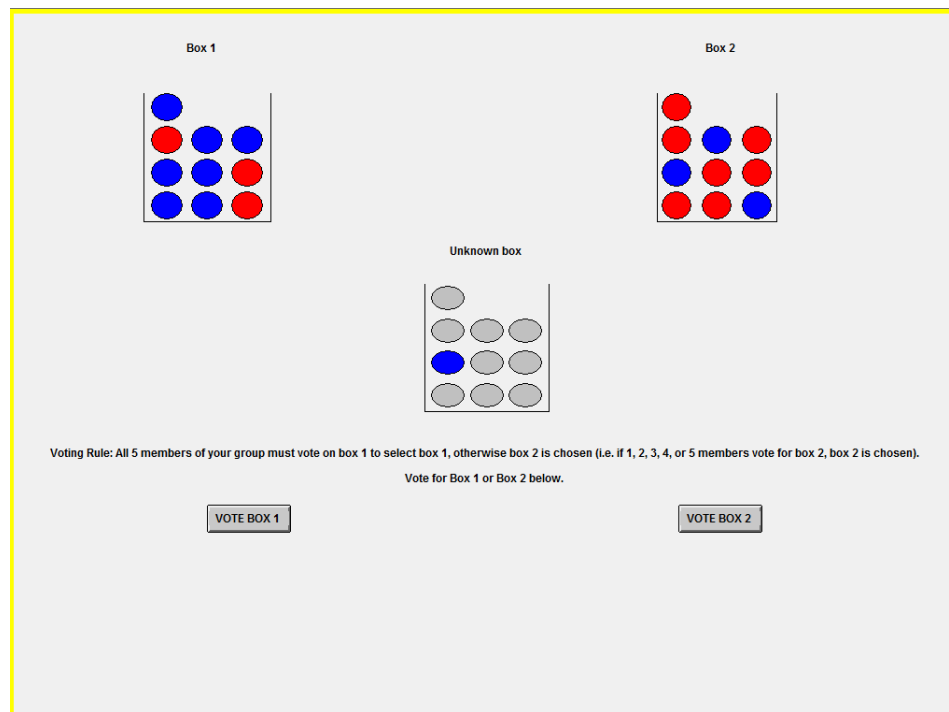 Box 1
Box 2
Unknown box
Voting Rule: All 5 members of your group must vote on box 1 to select box 1, otherwise box 2 is chosen (i.e. if 1, 2, 3, 4, or 5 members vote for box 2, box 2 is chosen).
Vote for Box 1 or Box 2 below.
VOTE BOX 1
VOTE BOX 2